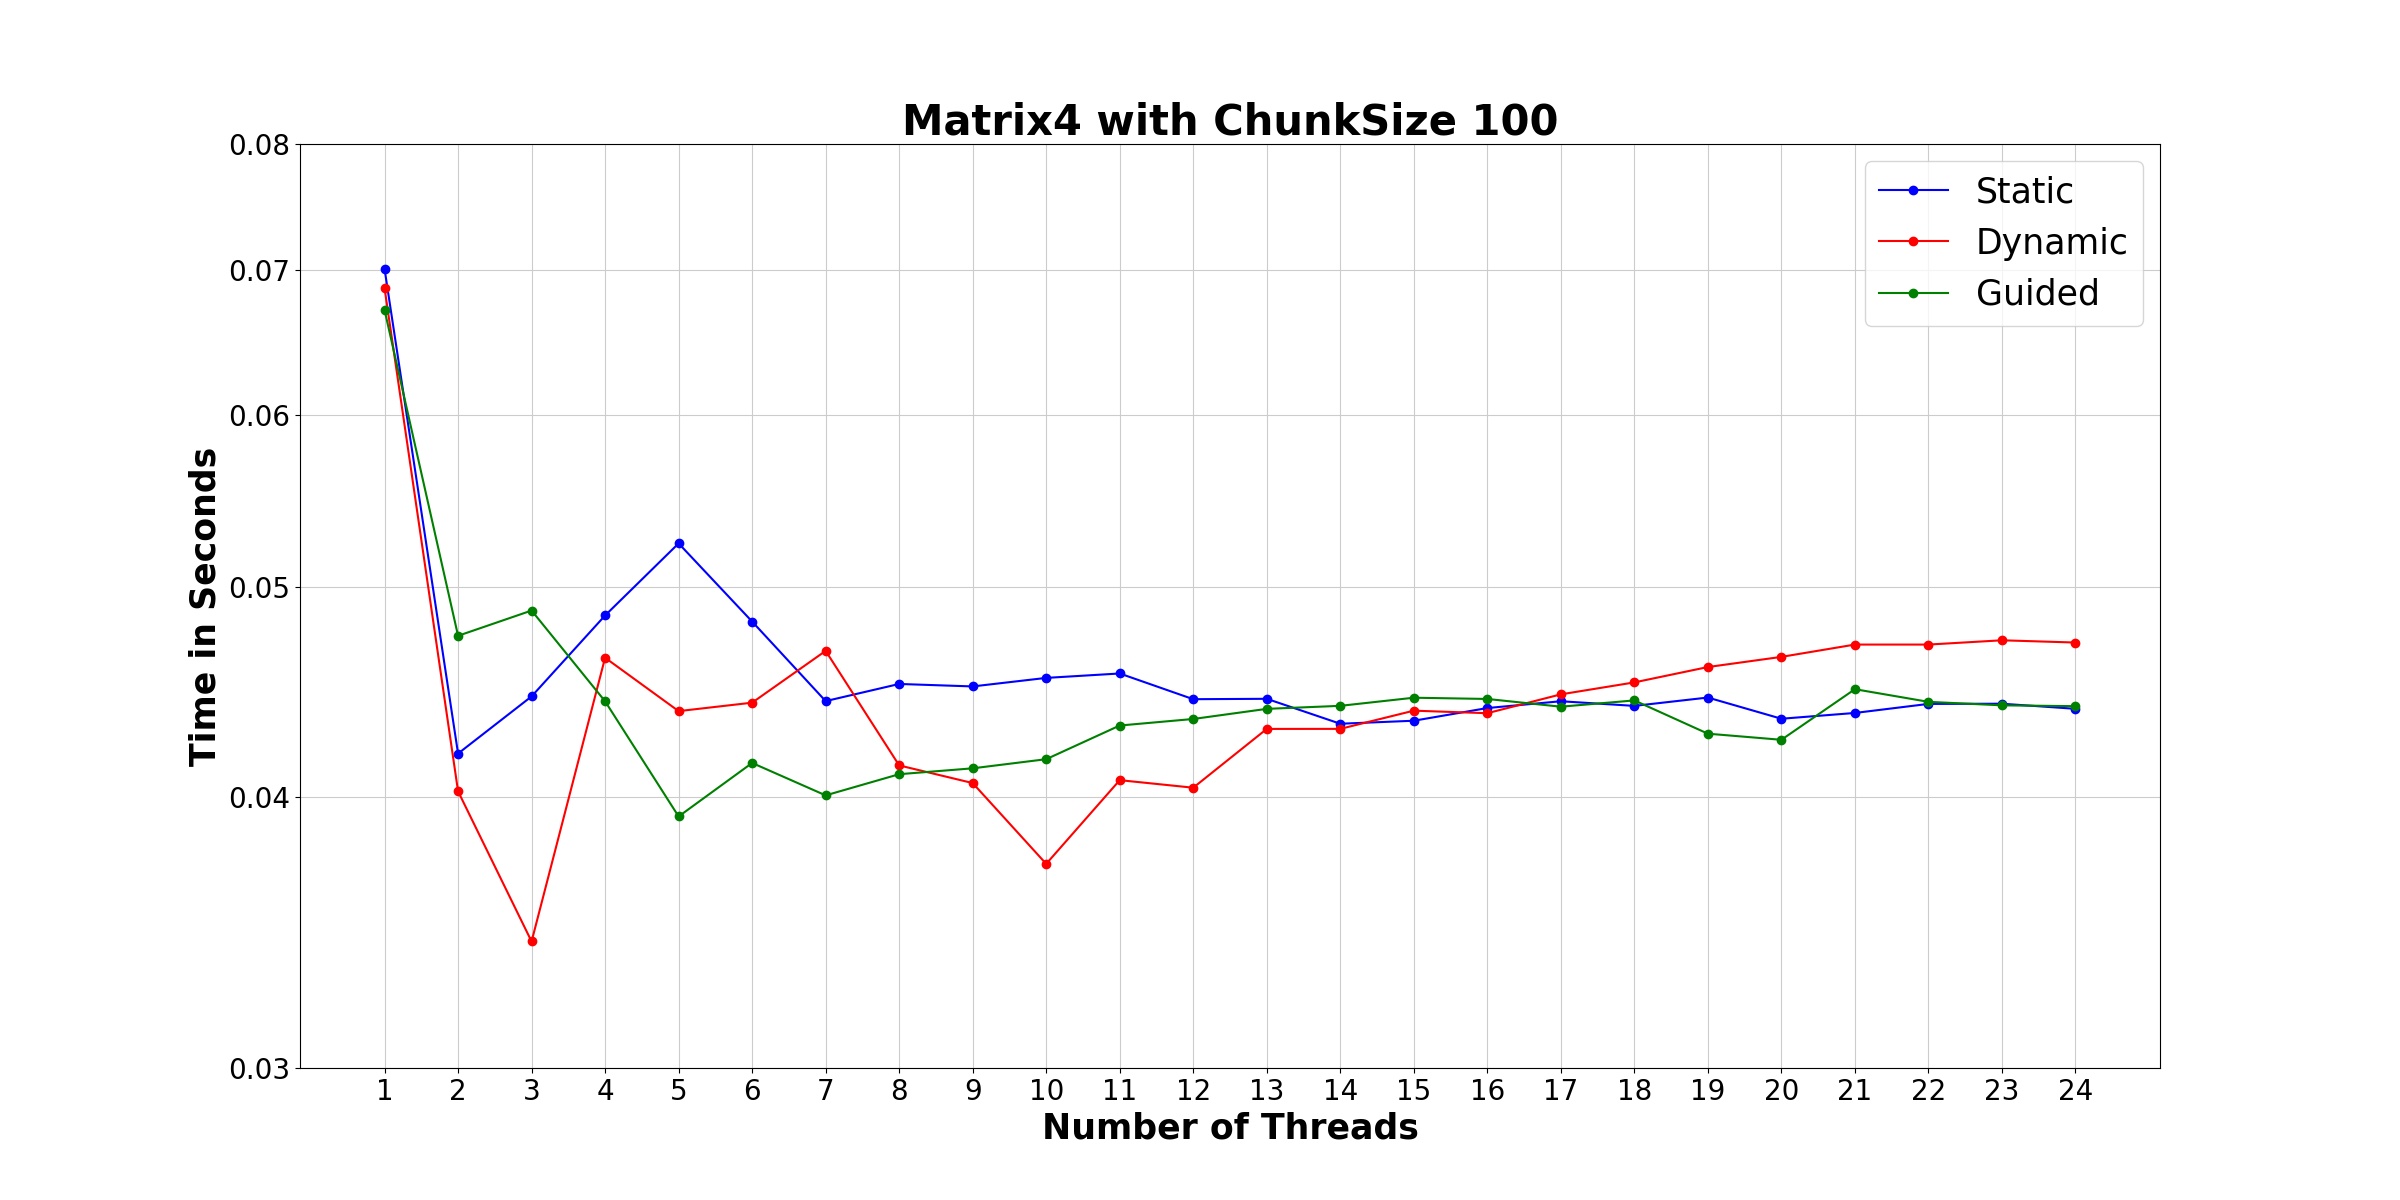 Matrix4 with ChunkSize 100
0.08
0.07
0.06
0.05
0.04
0.03
Time in Seconds
Static
Dynamic
Guided
1 2 3 4 5 6 7 8 9 10 11 12 13 14 15 16 17 18 19 20 21 22 23 24
Number of Threads